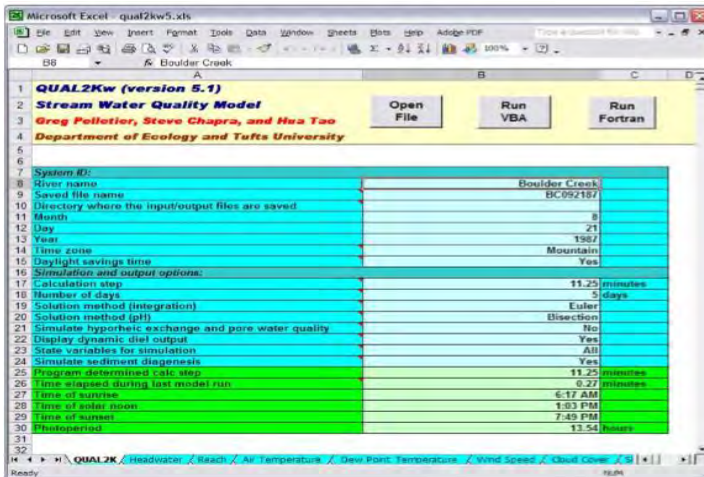 Microsoft Excel - qual2kw5.xls
File Edit View Insert Format Tools Data Window Sheets Plots Help Adobe PDF
100%
B8 fx Boulder Creek
A B C D
1 QUAL2Kw (version 5.1)
2 Stream Water Quality Model
3 Greg Pelletier, Steve Chapra, and Hua Tao
4 Department of Ecology and Tufts University
Open File
Run VBA
Run Fortran
5
6
7 System ID:
8 River name Boulder Creek
9 Saved file name BC092187
10 Directory where the input/output files are saved
11 Month 8
12 Day 21
13 Year 1987
14 Time zone Mountain
15 Daylight savings time Yes
16 Simulation and output options:
17 Calculation step 11.25 minutes
18 Number of days 5 days
19 Solution method (integration) Euler
20 Solution method (pH) Bisection
21 Simulate hyporheic exchange and pore water quality No
22 Display dynamic diel output Yes
23 State variables for simulation All
24 Simulate sediment diagenesis Yes
25 Program determined calc step 11.25 minutes
26 Time elapsed during last model run 0.27 minutes
27 Time of sunrise 6:17 AM
28 Time of solar noon 1:03 PM
29 Time of sunset 7:49 PM
30 Photoperiod 13.54 hours
31
32
QUAL2K Headwater Reach Air Temperature Dew Point Temperature Wind Speed Cloud Cover
Ready NUM